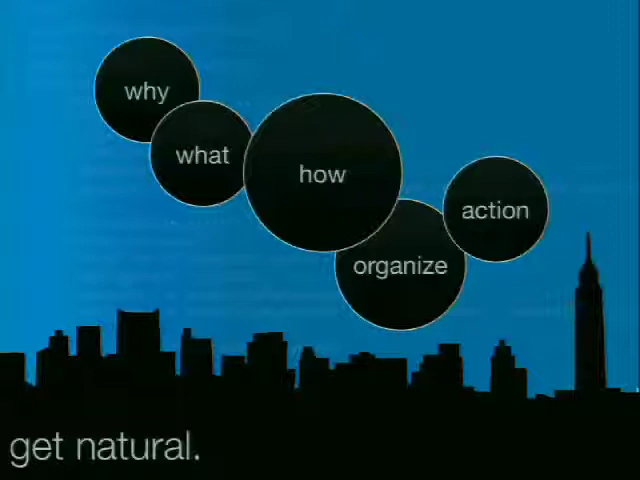 why
what
how
action
organize
get natural.